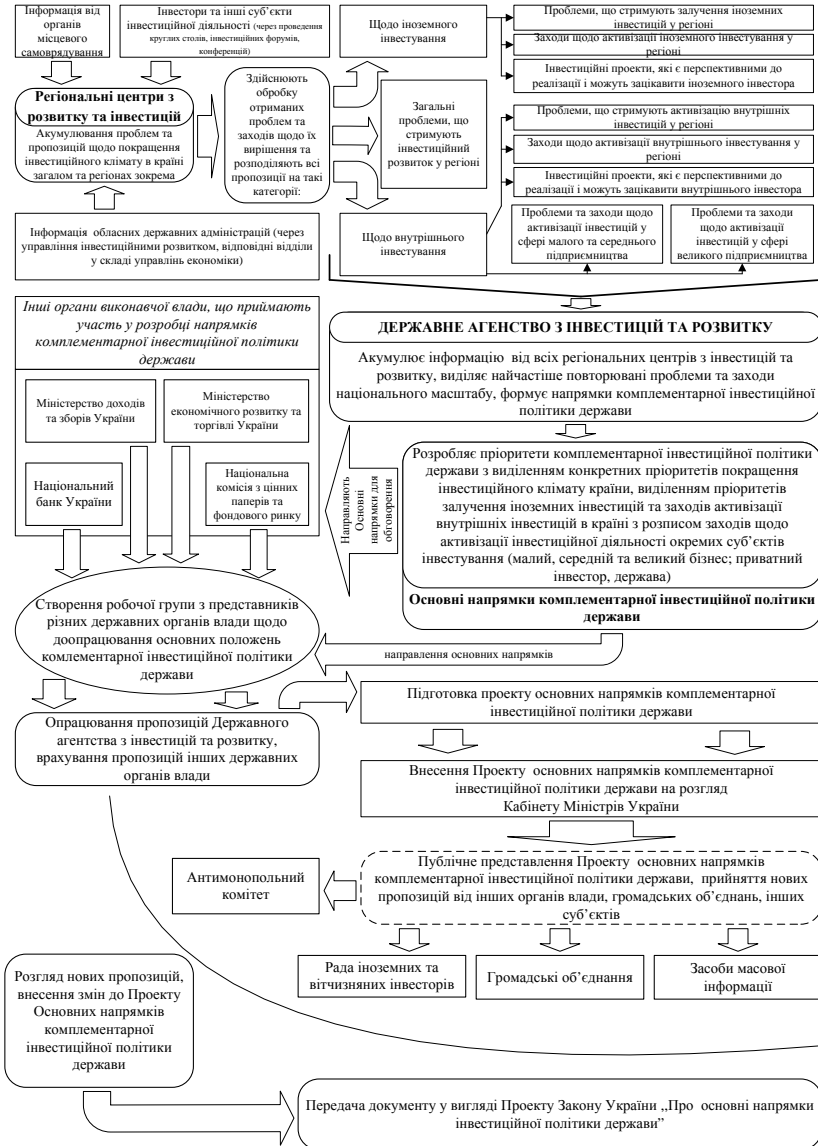 Інформація від
органів
місцевого
самоврядування
Інвестори та інші суб’єкти
інвестиційної діяльності (через проведення
круглих столів, інвестиційних форумів,
конференцій)
Регіональні центри з
розвитку та інвестицій
Акумулювання проблем та
пропозицій щодо покращення
інвестиційного клімату в країні
загалом та регіонах зокрема
Інформація обласних державних адміністрацій (через
управління інвестиційними розвитком, відповідні відділи
у складі управлінь економіки)
Здійснюють
обробку
отриманих
проблем та
заходів щодо їх
вирішення та
розподіляють всі
пропозиції на такі
категорії:
Щодо іноземного
інвестування
Загальні
проблеми, що
стримують
інвестиційний
розвиток у регіоні
Щодо внутрішнього
інвестування
Проблеми, що стримують залучення іноземних
інвестицій у регіоні
Заходи щодо активізації іноземного інвестування у
регіоні
Інвестиційні проекти, які є перспективними до
реалізації і можуть зацікавити іноземного інвестора
Проблеми, що стримують активізацію внутрішніх
інвестицій у регіоні
Заходи щодо активізації внутрішнього інвестування у
регіоні
Інвестиційні проекти, які є перспективними до
реалізації і можуть зацікавити внутрішнього інвестора
Проблеми та заходи щодо
активізації інвестицій у
сфері малого та середнього
підприємництва
Проблеми та заходи
щодо активізації
інвестицій у сфері
великого підприємництва
Інші органи виконавчої влади, що приймають
участь у розробці напрямків
комплементарної інвестиційної політики
держави
Міністерство доходів
та зборів України
Міністерство
економічного розвитку та
торгівлі України
Національний
банк України
Національна
комісія з цінних
паперів та
фондового ринку
ДЕРЖАВНЕ АГЕНСТВО З ІНВЕСТИЦІЙ ТА РОЗВИТКУ
Акумулює інформацію від всіх регіональних центрів з інвестицій та
розвитку, виділяє найчастіше повторювані проблеми та заходи
національного масштабу, формує напрямки комплементарної інвестиційної
політики держави
Направляють
Основні
напрямки для
обговорення
Розробляє пріоритети комплементарної інвестиційної політики
держави з виділенням конкретних пріоритетів покращення
інвестиційного клімату країни, виділенням пріоритетів
залучення іноземних інвестицій та заходів активізації
внутрішніх інвестицій в країні з розписом заходів щодо
активізації інвестиційної діяльності окремих суб’єктів
інвестування (малий, середній та великий бізнес; приватний
інвестор, держава)
Основні напрямки комплементарної інвестиційної політики
держави
Створення робочої групи з представників
різних державних органів влади щодо
доопрацювання основних положень
комлементарної інвестиційної політики
держави
направлення основних напрямків
Опрацювання пропозицій Державного
агентства з інвестицій та розвитку,
врахування пропозицій інших державних
органів влади
Підготовка проекту основних напрямків комплементарної
інвестиційної політики держави
Внесення Проекту основних напрямків комплементарної
інвестиційної політики держави на розгляд
Кабінету Міністрів України
Публічне представлення Проекту основних напрямків
комплементарної інвестиційної політики держави, прийняття нових
пропозицій від інших органів влади, громадських об’єднань, інших
суб’єктів
Антимонопольний
комітет
Рада іноземних та
вітчизняних інвесторів
Громадські об’єднання
Засоби масової
інформації
Розгляд нових пропозицій,
внесення змін до Проекту
Основних напрямків
комплементарної
інвестиційної політики
держави
Передача документу у вигляді Проекту Закону України „Про основні напрямки
інвестиційної політики держави”